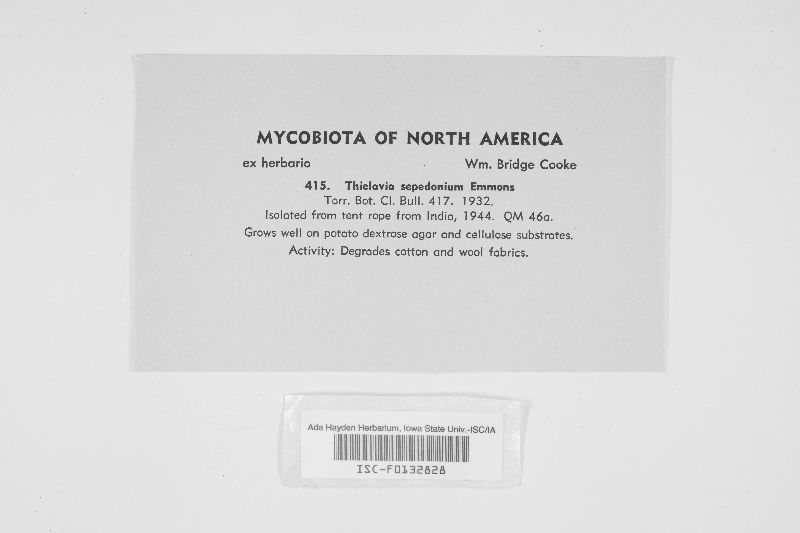 MYCOBIOTA OF NORTH AMERICA
ex herbario Wm. Bridge Cooke
415. Thielavia sepedonium Emmons
Torr. Bot. Cl. Bull. 417. 1932.
Isolated from tent rope from India, 1944. QM 46a.
Grows well on potato dextrose agar and cellulose substrates.
Activity: Degrades cotton and wool fabrics.
Ada Hayden Herbarium, Iowa State Univ.-ISC/IA
ISC-F0132828